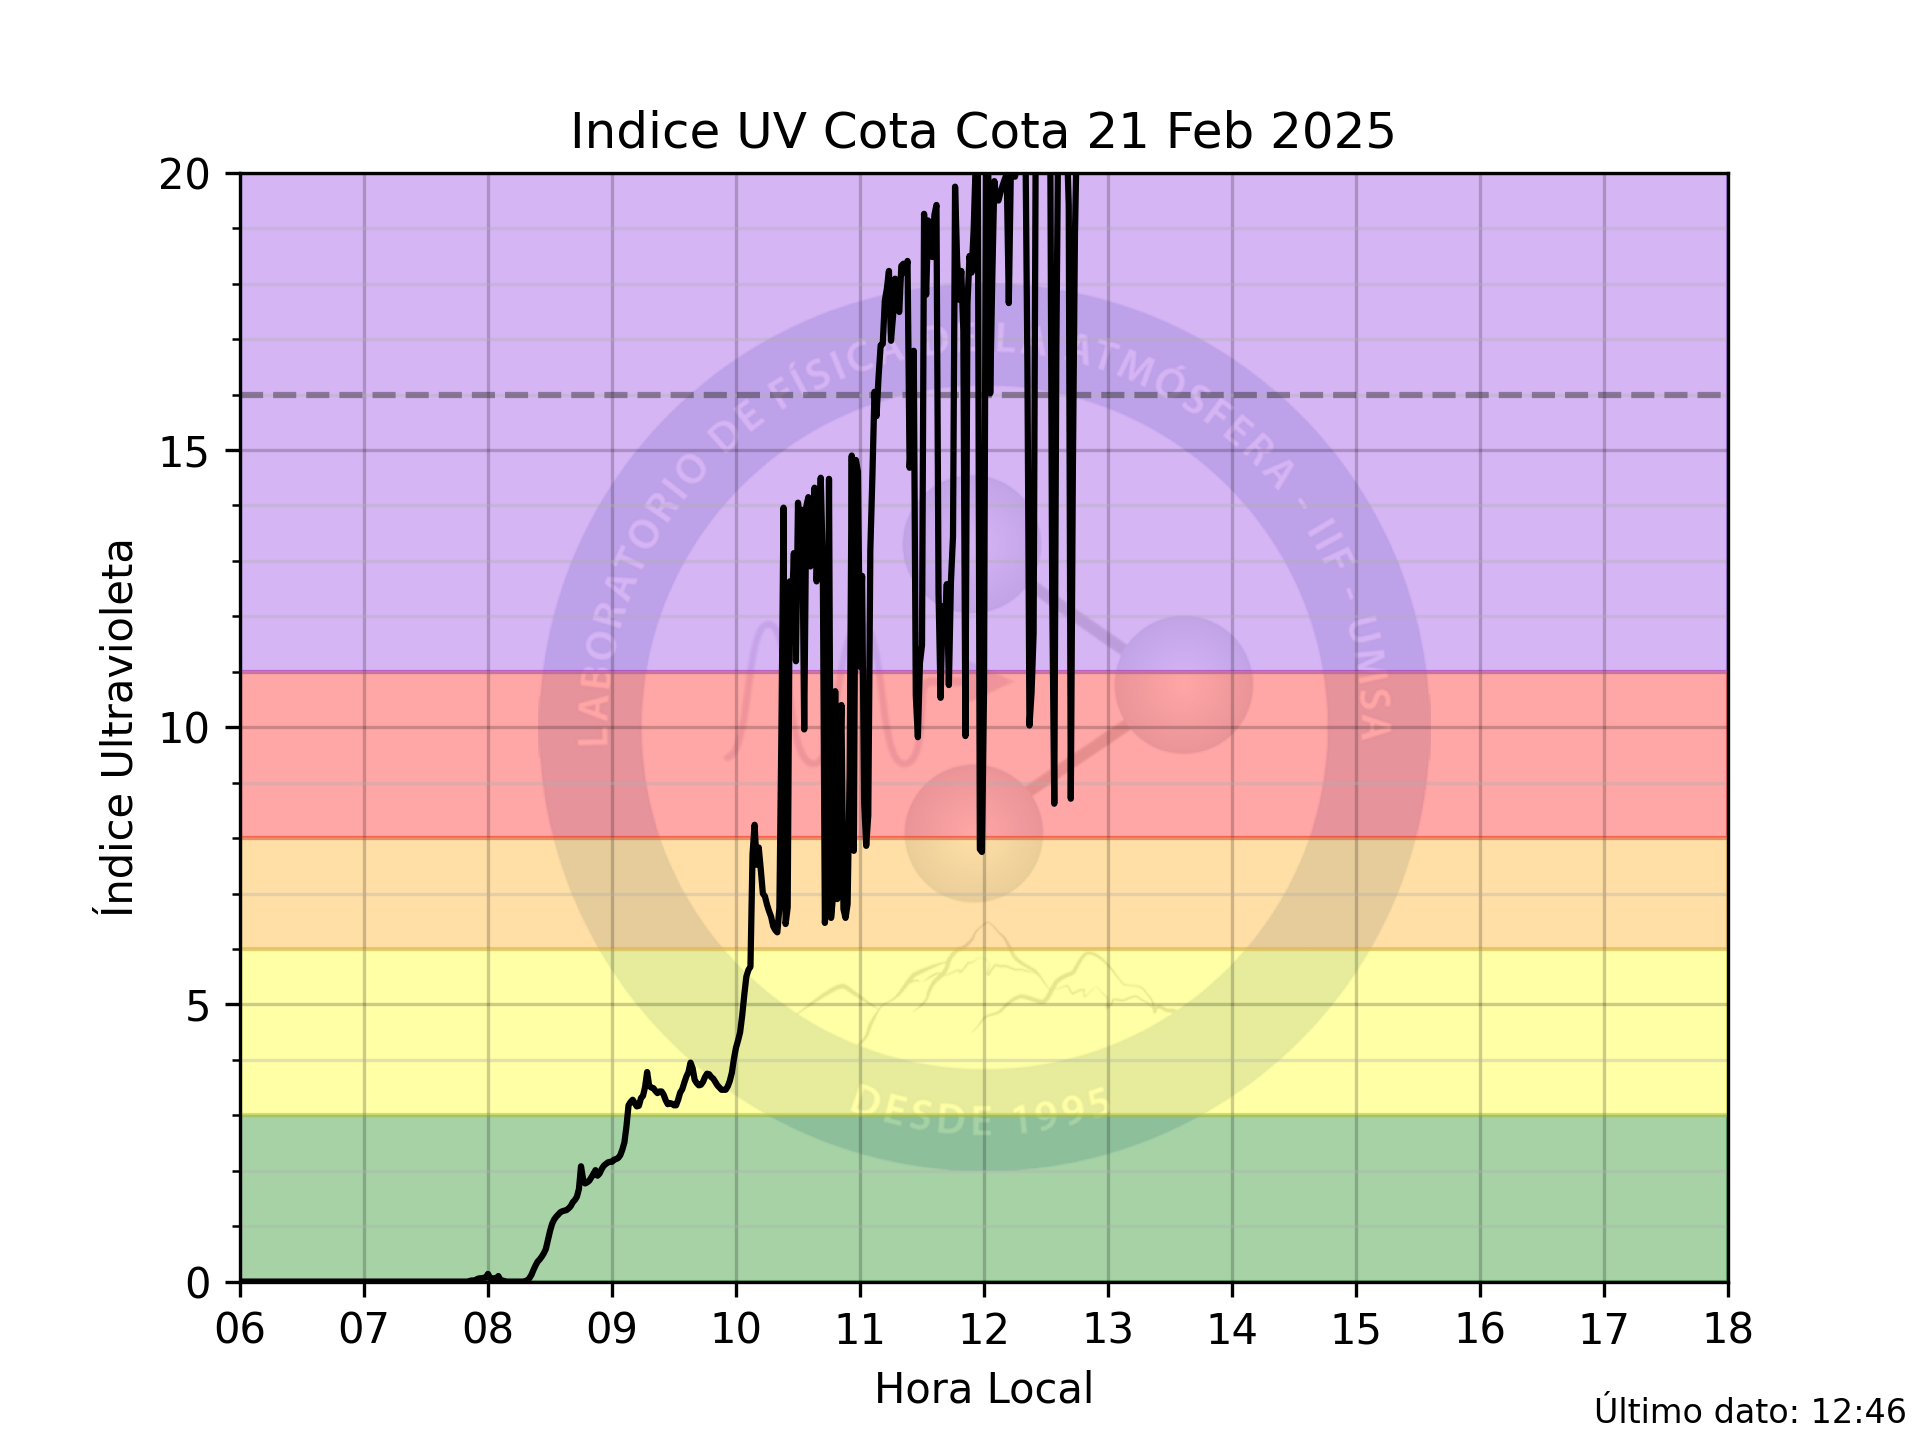 Indice UV Cota Cota 21 Feb 2025
20
15
10
5
0
Índice Ultravioleta
LABORATORIO DE FÍSICA DE LA ATMÓSFERA - IIF - UMSA
DESDE 1995
06 07 08 09 10 11 12 13 14 15 16 17 18
Hora Local
Último dato: 12:46